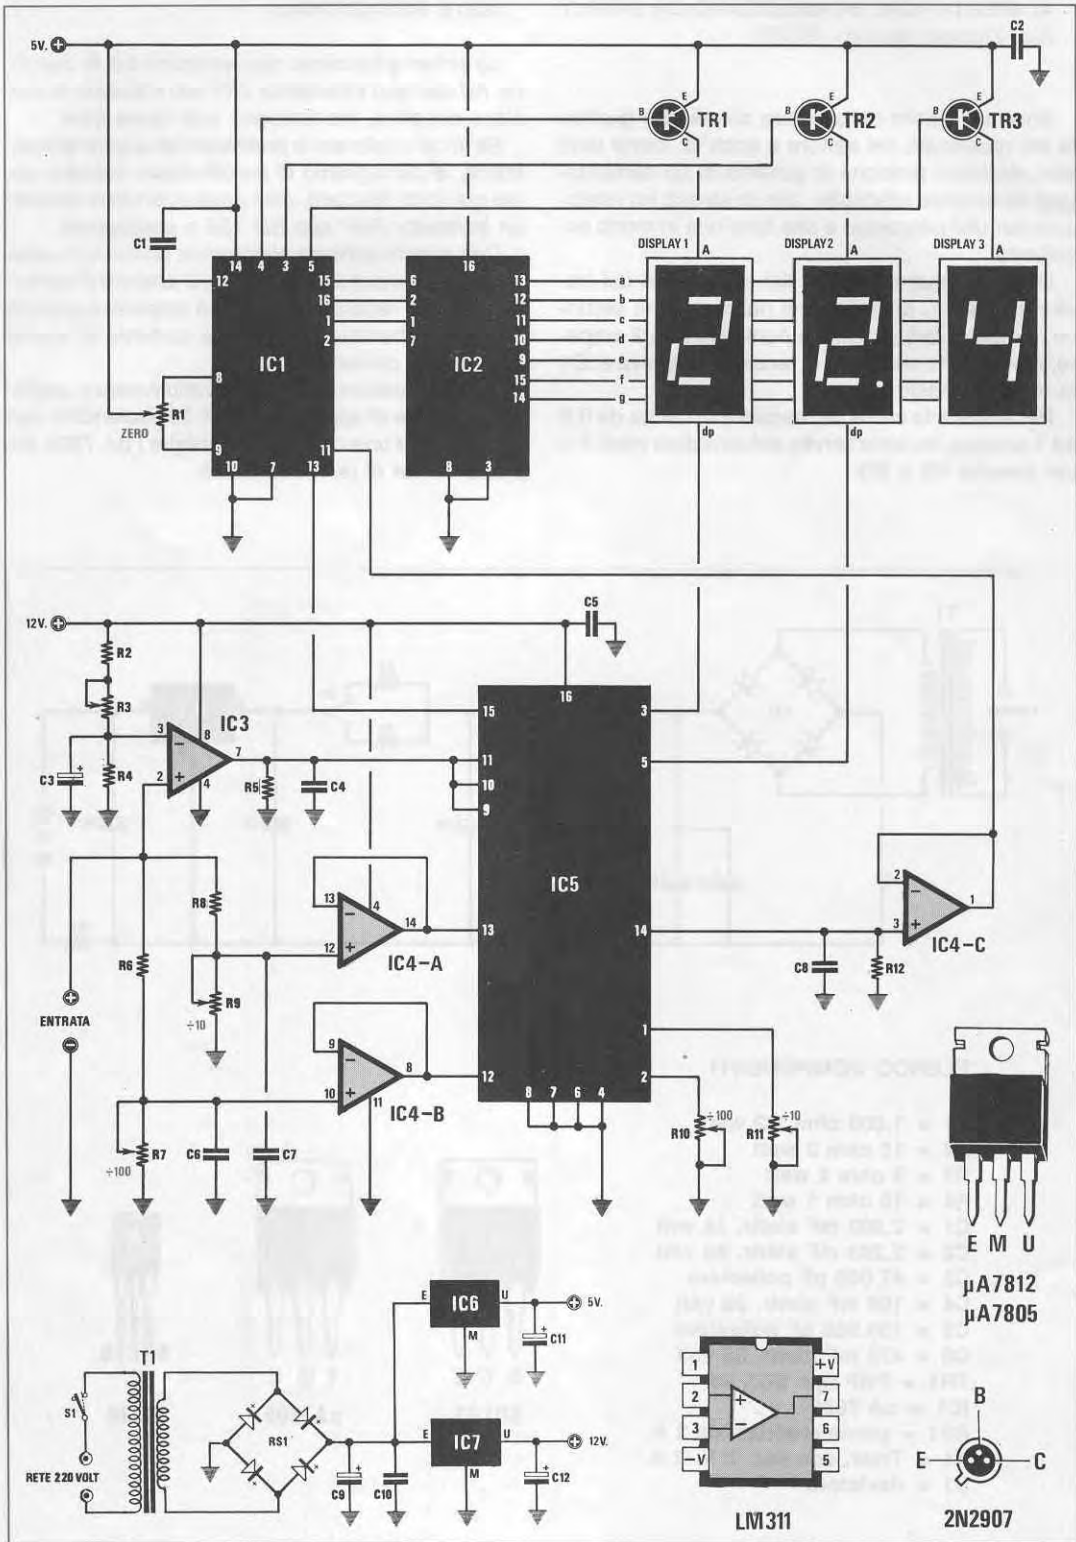 C2
5V.
E
B
C
TR1
E
B
C
TR2
E
B
C
TR3
C1
DISPLAY 1
A
DISPLAY 2
A
DISPLAY 3
A
14 4 3 5
12 15
16
1
2
IC1
8
R1
ZERO
9 11
10 7 13
16
6 13
2 12
1 11
7 10
9
15
14
IC2
8 3
a
b
c
d
e
f
g
dp
dp
C5
12V.
R2
R3
IC3
3
8
7
2
4
C3
R4
R5
C4
16
15 3
11 5
10
9
IC5
13 14
1
12 2
8 7 6 4
R8
R6
13
4
14
12
IC4-A
R9
÷10
ENTRATA
9
8
10
11
IC4-B
R7
÷100
C6
C7
2
1
3
IC4-C
C8
R12
R10
÷100
R11
÷10
E M U
µA7812
µA7805
E IC6 U
M
5V.
C11
T1
S1
RETE 220 VOLT
RS1
E IC7 U
M
12V.
C9
C10
C12
1 +V
2 7
3 6
-V 5
LM311
B
E C
2N2907